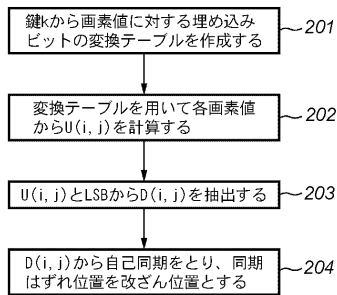 鍵kから画素値に対する埋め込み
ビットの変換テーブルを作成する
201
変換テーブルを用いて各画素値
からU(i,j)を計算する
202
U(i,j)とLSBからD(i,j)を抽出する
203
D(i,j)から自己同期をとり、同期
はずれ位置を改ざん位置とする
204